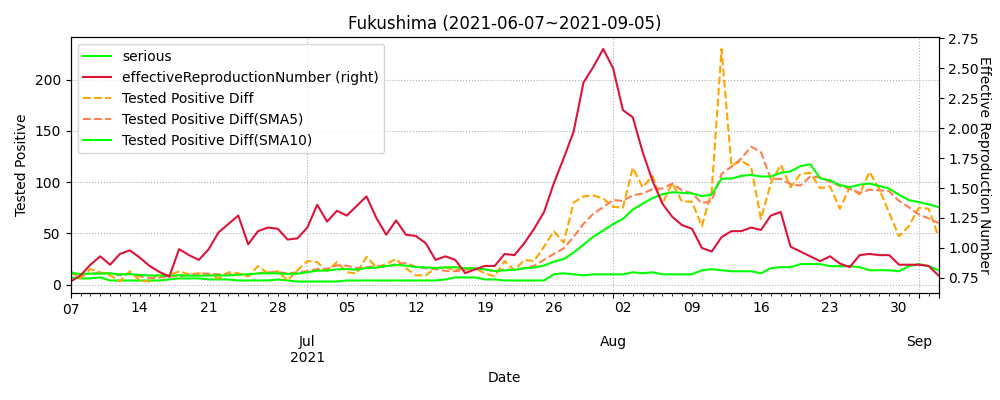 Fukushima (2021-06-07~2021-09-05)
serious
effectiveReproductionNumber (right)
Tested Positive Diff
Tested Positive Diff(SMA5)
Tested Positive Diff(SMA10)
Tested Positive
200
150
100
50
0
2.75
2.50
2.25
2.00
1.75
1.50
1.25
1.00
0.75
Effective Reproduction Number
07 14 21 28 05 12 19 26 02 09 16 23 30
Jul Aug Sep
2021
Date